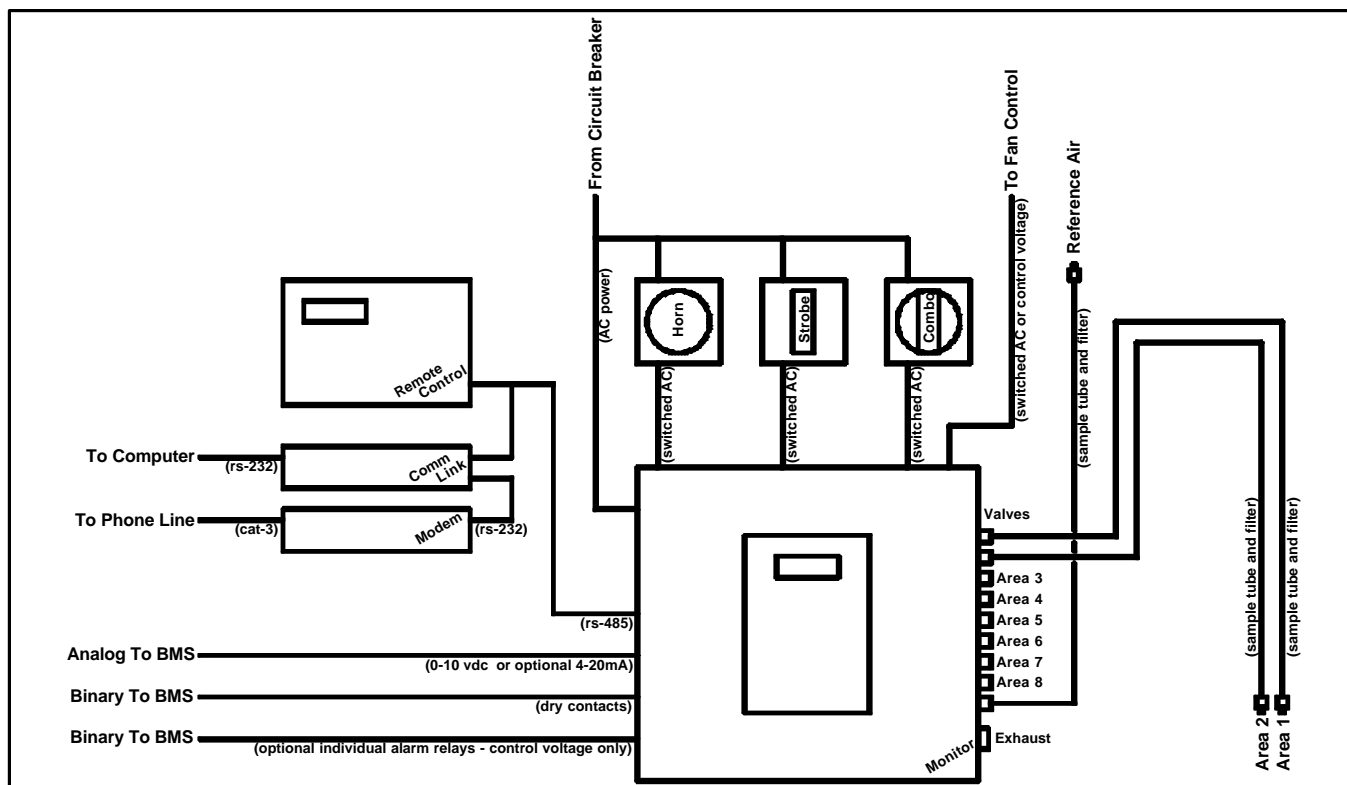 From Circuit Breaker
To Fan Control
(switched AC or control voltage)
Reference Air
(AC power)
Horn
Strobe
Combo
Remote
Control
(switched AC)
(switched AC)
(switched AC)
(sample tube and filter)
To Computer
(rs-232)
Comm
Link
To Phone Line
(cat-3)
Modem
(rs-232)
Valves
Area 3
Area 4
Area 5
Area 6
Area 7
Area 8
(rs-485)
Analog To BMS
(0-10 vdc or optional 4-20mA)
Binary To BMS
(dry contacts)
Binary To BMS
(optional individual alarm relays - control voltage only)
Monitor
Exhaust
(sample tube and filter)
(sample tube and filter)
Area 2
Area 1